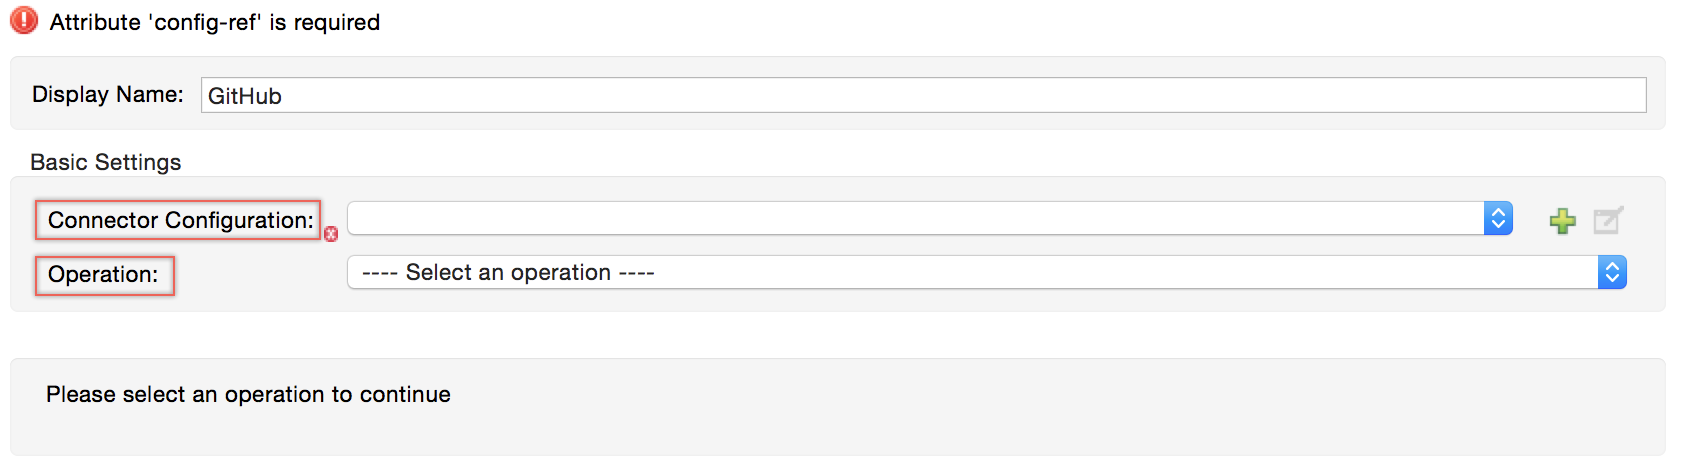 Attribute 'config-ref' is required
Display Name: GitHub
Basic Settings
Connector Configuration:
Operation: ---- Select an operation ----
Please select an operation to continue